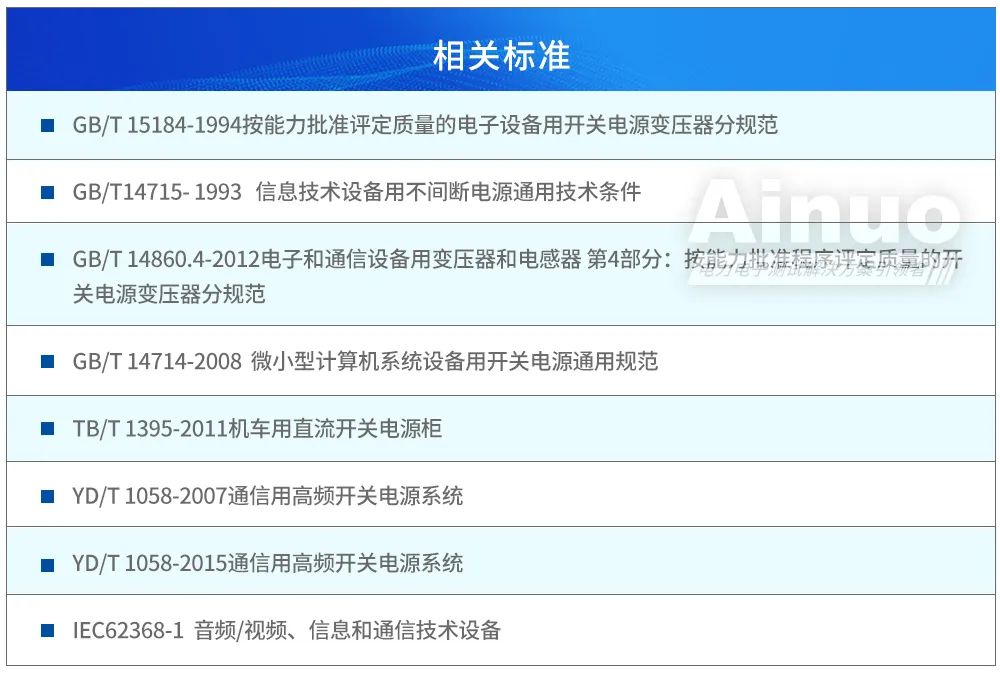 相关标准
GB/T 15184-1994按能力批准评定质量的电子设备用开关电源变压器分规范
GB/T14715- 1993 信息技术设备用不间断电源通用技术条件
Ainuo
GB/T 14860.4-2012电子和通信设备用变压器和电感器 第4部分：按能力批准程序评定质量的开
电力电子测试解决方案引领者
关电源变压器分规范
GB/T 14714-2008 微小型计算机系统设备用开关电源通用规范
TB/T 1395-2011机车用直流开关电源柜
YD/T 1058-2007通信用高频开关电源系统
YD/T 1058-2015通信用高频开关电源系统
IEC62368-1 音频/视频、信息和通信技术设备